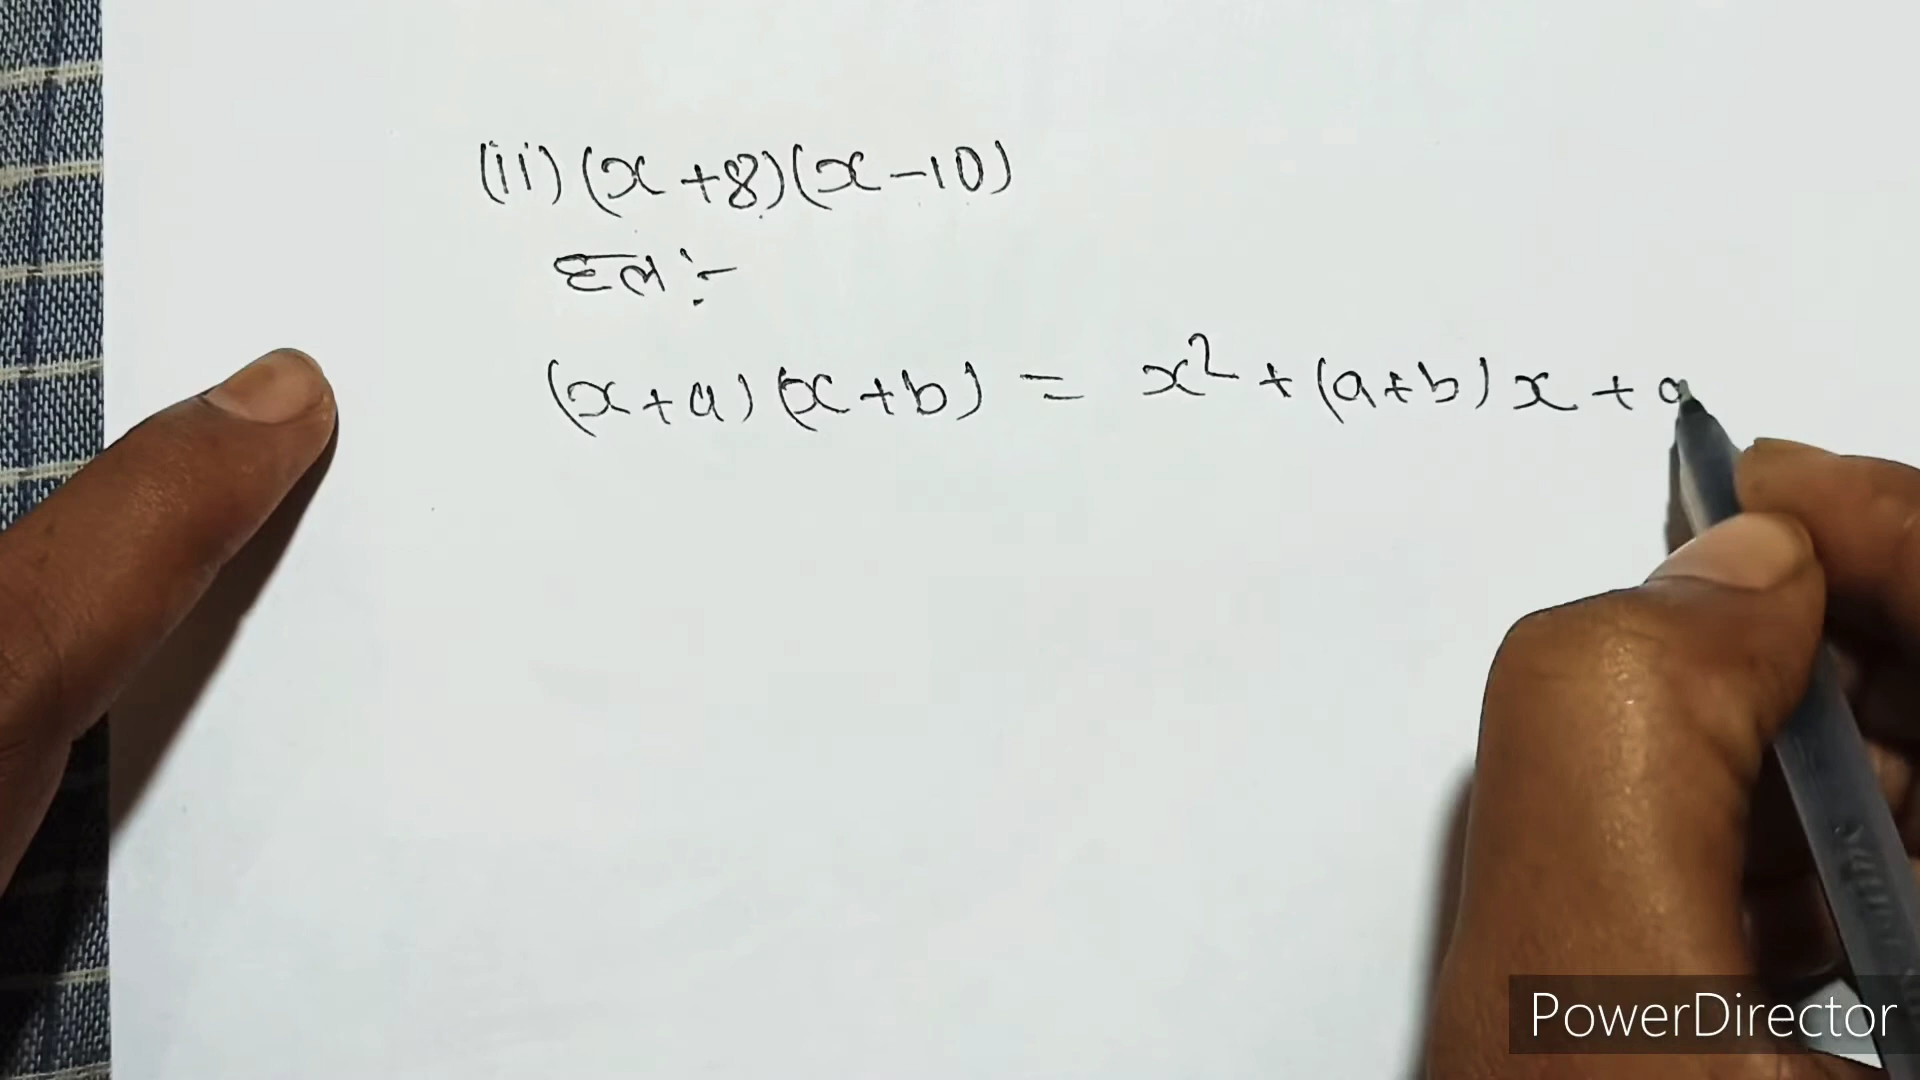 (ii) (x+8)(x-10)
हल :-
(x+a) (x+b) = x² + (a+b) x + a
PowerDirector